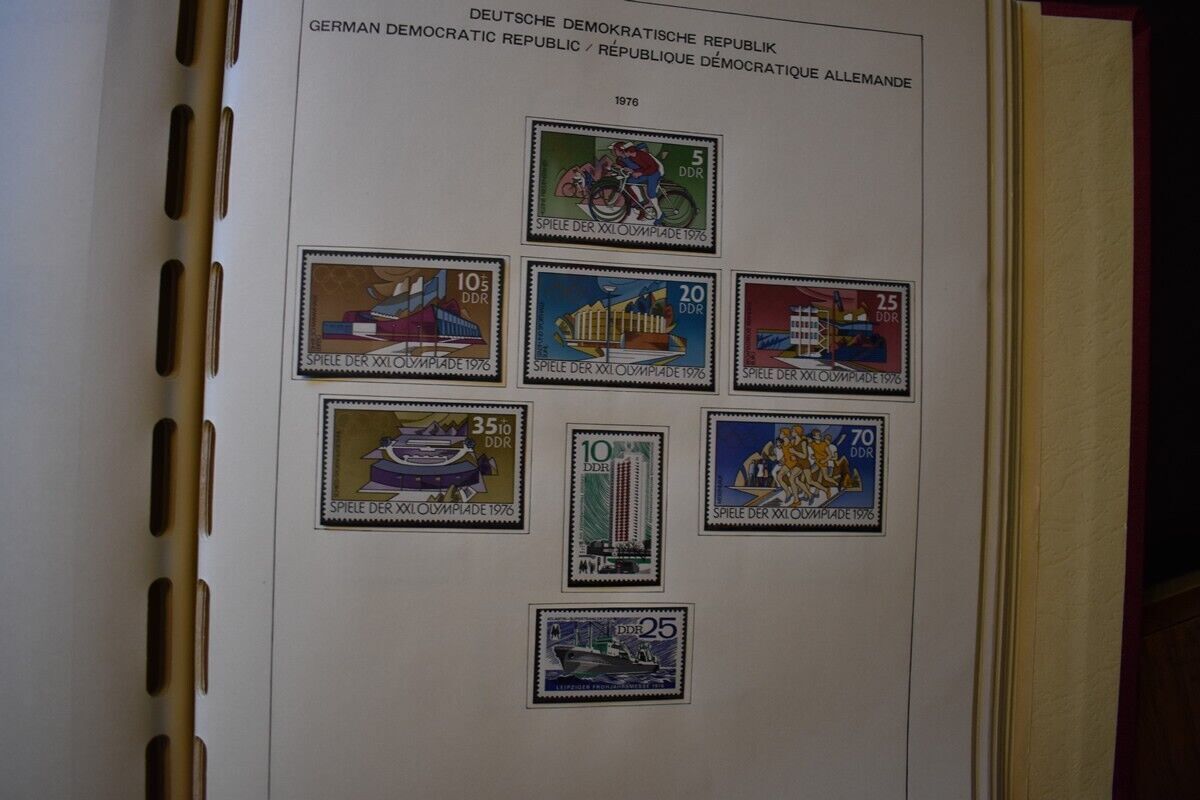 DEUTSCHE DEMOKRATISCHE REPUBLIK
GERMAN DEMOCRATIC REPUBLIC / RÉPUBLIQUE DÉMOCRATIQUE ALLEMANDE
1976
5
DDR
SPIELE DER XXI. OLYMPIADE 1976
10+5
DDR
SPIELE DER XXI. OLYMPIADE 1976
20
DDR
SPIELE DER XXI. OLYMPIADE 1976
25
DDR
SPIELE DER XXI. OLYMPIADE 1976
35+10
DDR
SPIELE DER XXI. OLYMPIADE 1976
10
DDR
70
DDR
SPIELE DER XXI. OLYMPIADE 1976
DDR 25
LEIPZIGER FRÜHJAHRSMESSE 1976